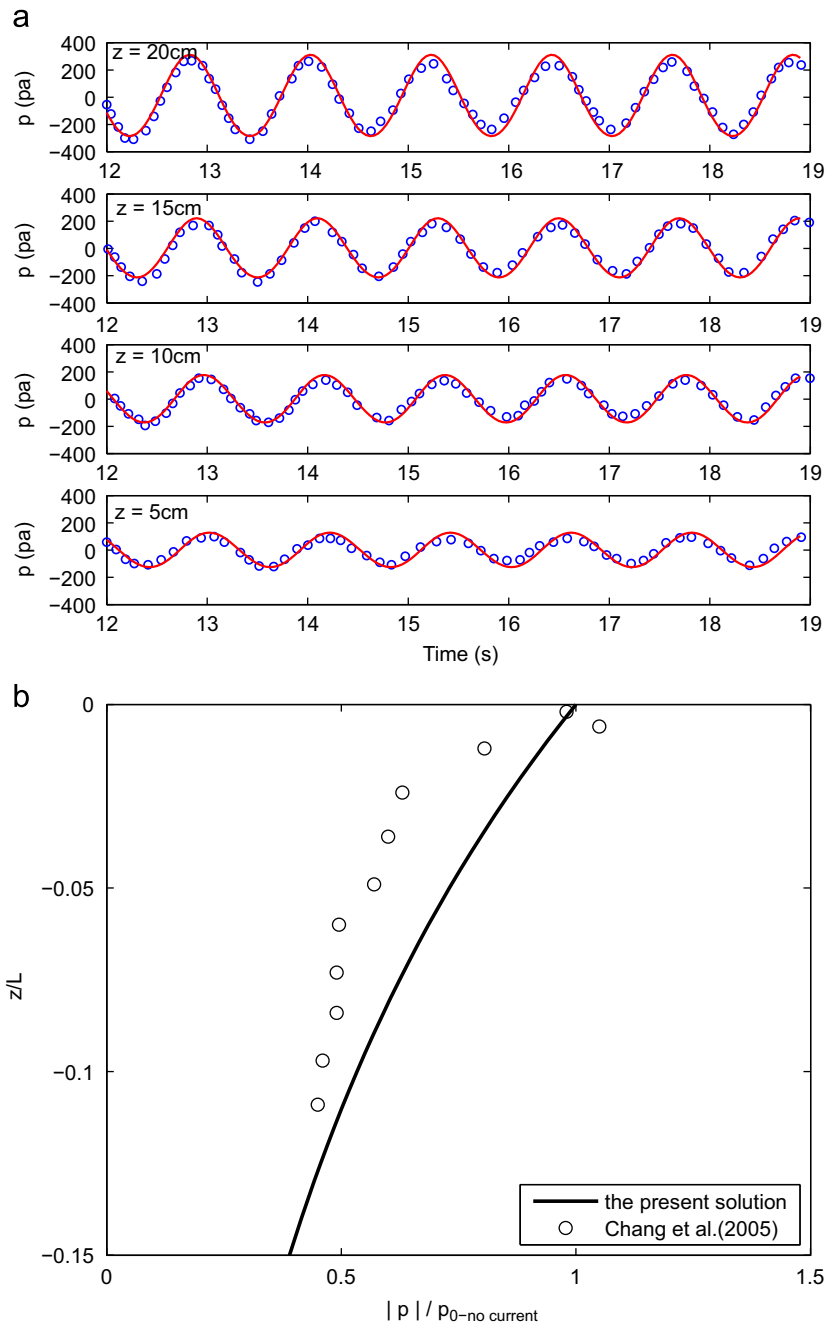 a
z = 20cm
p (pa)
400
200
0
−200
−400
12 13 14 15 16 17 18 19
z = 15cm
p (pa)
400
200
0
−200
−400
12 13 14 15 16 17 18 19
z = 10cm
p (pa)
400
200
0
−200
−400
12 13 14 15 16 17 18 19
z = 5cm
p (pa)
400
200
0
−200
−400
12 13 14 15 16 17 18 19
Time (s)
b
z/L
0
−0.05
−0.1
−0.15
the present solution
Chang et al.(2005)
0 0.5 1 1.5
| p | / p0−no current